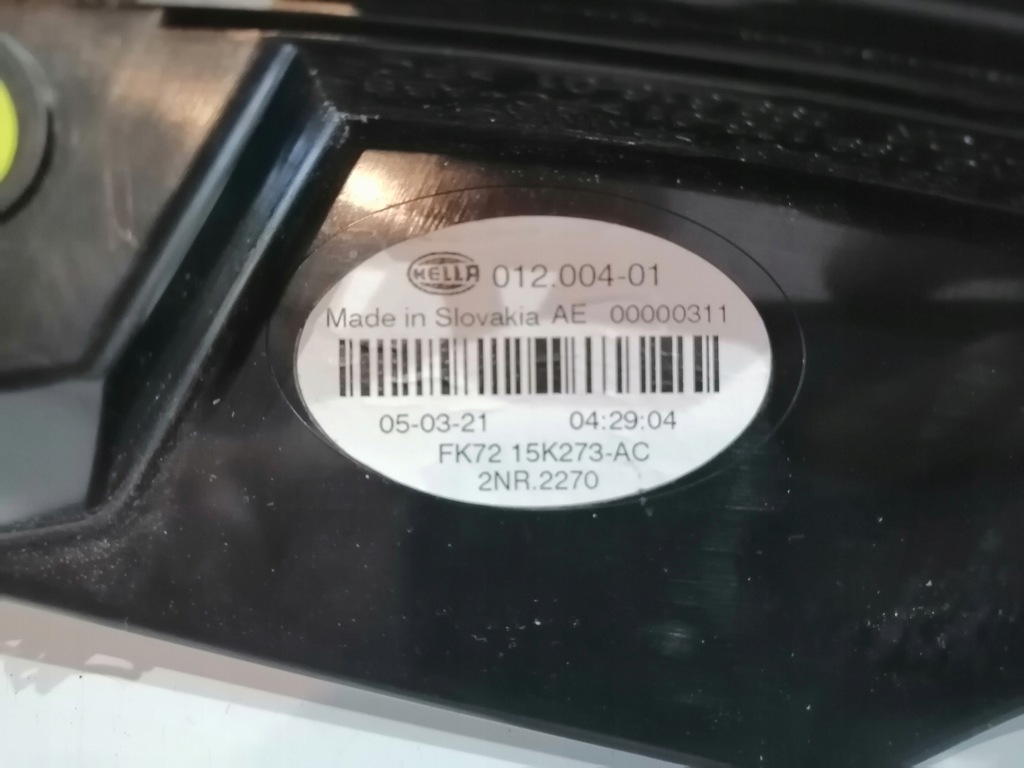 HELLA 012.004-01
Made in Slovakia AE 00000311
05-03-21 04:29:04
FK72 15K273-AC
2NR.2270